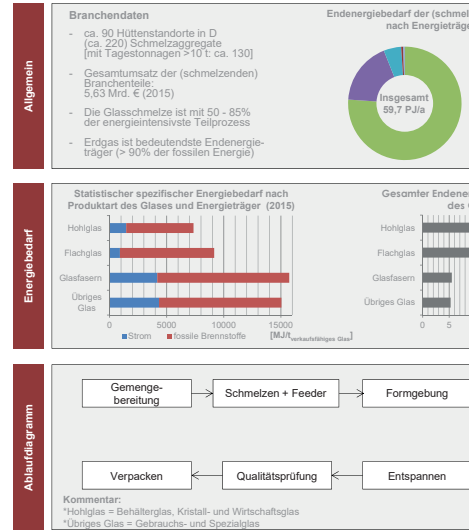 Allgemein
Branchendaten
- ca. 90 Hüttenstandorte in D
(ca. 220) Schmelzaggregate
[mit Tagestonnagen >10 t: ca. 130]
- Gesamtumsatz der (schmelzenden)
Branchenteile:
5,63 Mrd. € (2015)
- Die Glasschmelze ist mit 50 - 85%
der energieintensivste Teilprozess
- Erdgas ist bedeutendste Endenergie-
träger (> 90% der fossilen Energie)
Endenergiebedarf der (schmel
nach Energieträge
Insgesamt
59,7 PJ/a
Energiebedarf
Statistischer spezifischer Energiebedarf nach
Produktart des Glases und Energieträger (2015)
Hohlglas
Flachglas
Glasfasern
Übriges
Glas
0 5000 10000 15000
Strom fossile Brennstoffe [MJ/t verkaufsfähiges Glas]
Gesamter Endene
des G
Hohlglas
Flachglas
Glasfasern
Übriges Glas
0 5
Ablaufdiagramm
Gemenge-
bereitung
Schmelzen + Feeder
Formgebung
Verpacken
Qualitätsprüfung
Entspannen
Kommentar:
*Hohlglas = Behälterglas, Kristall- und Wirtschaftsglas
*Übriges Glas = Gebrauchs- und Spezialglas